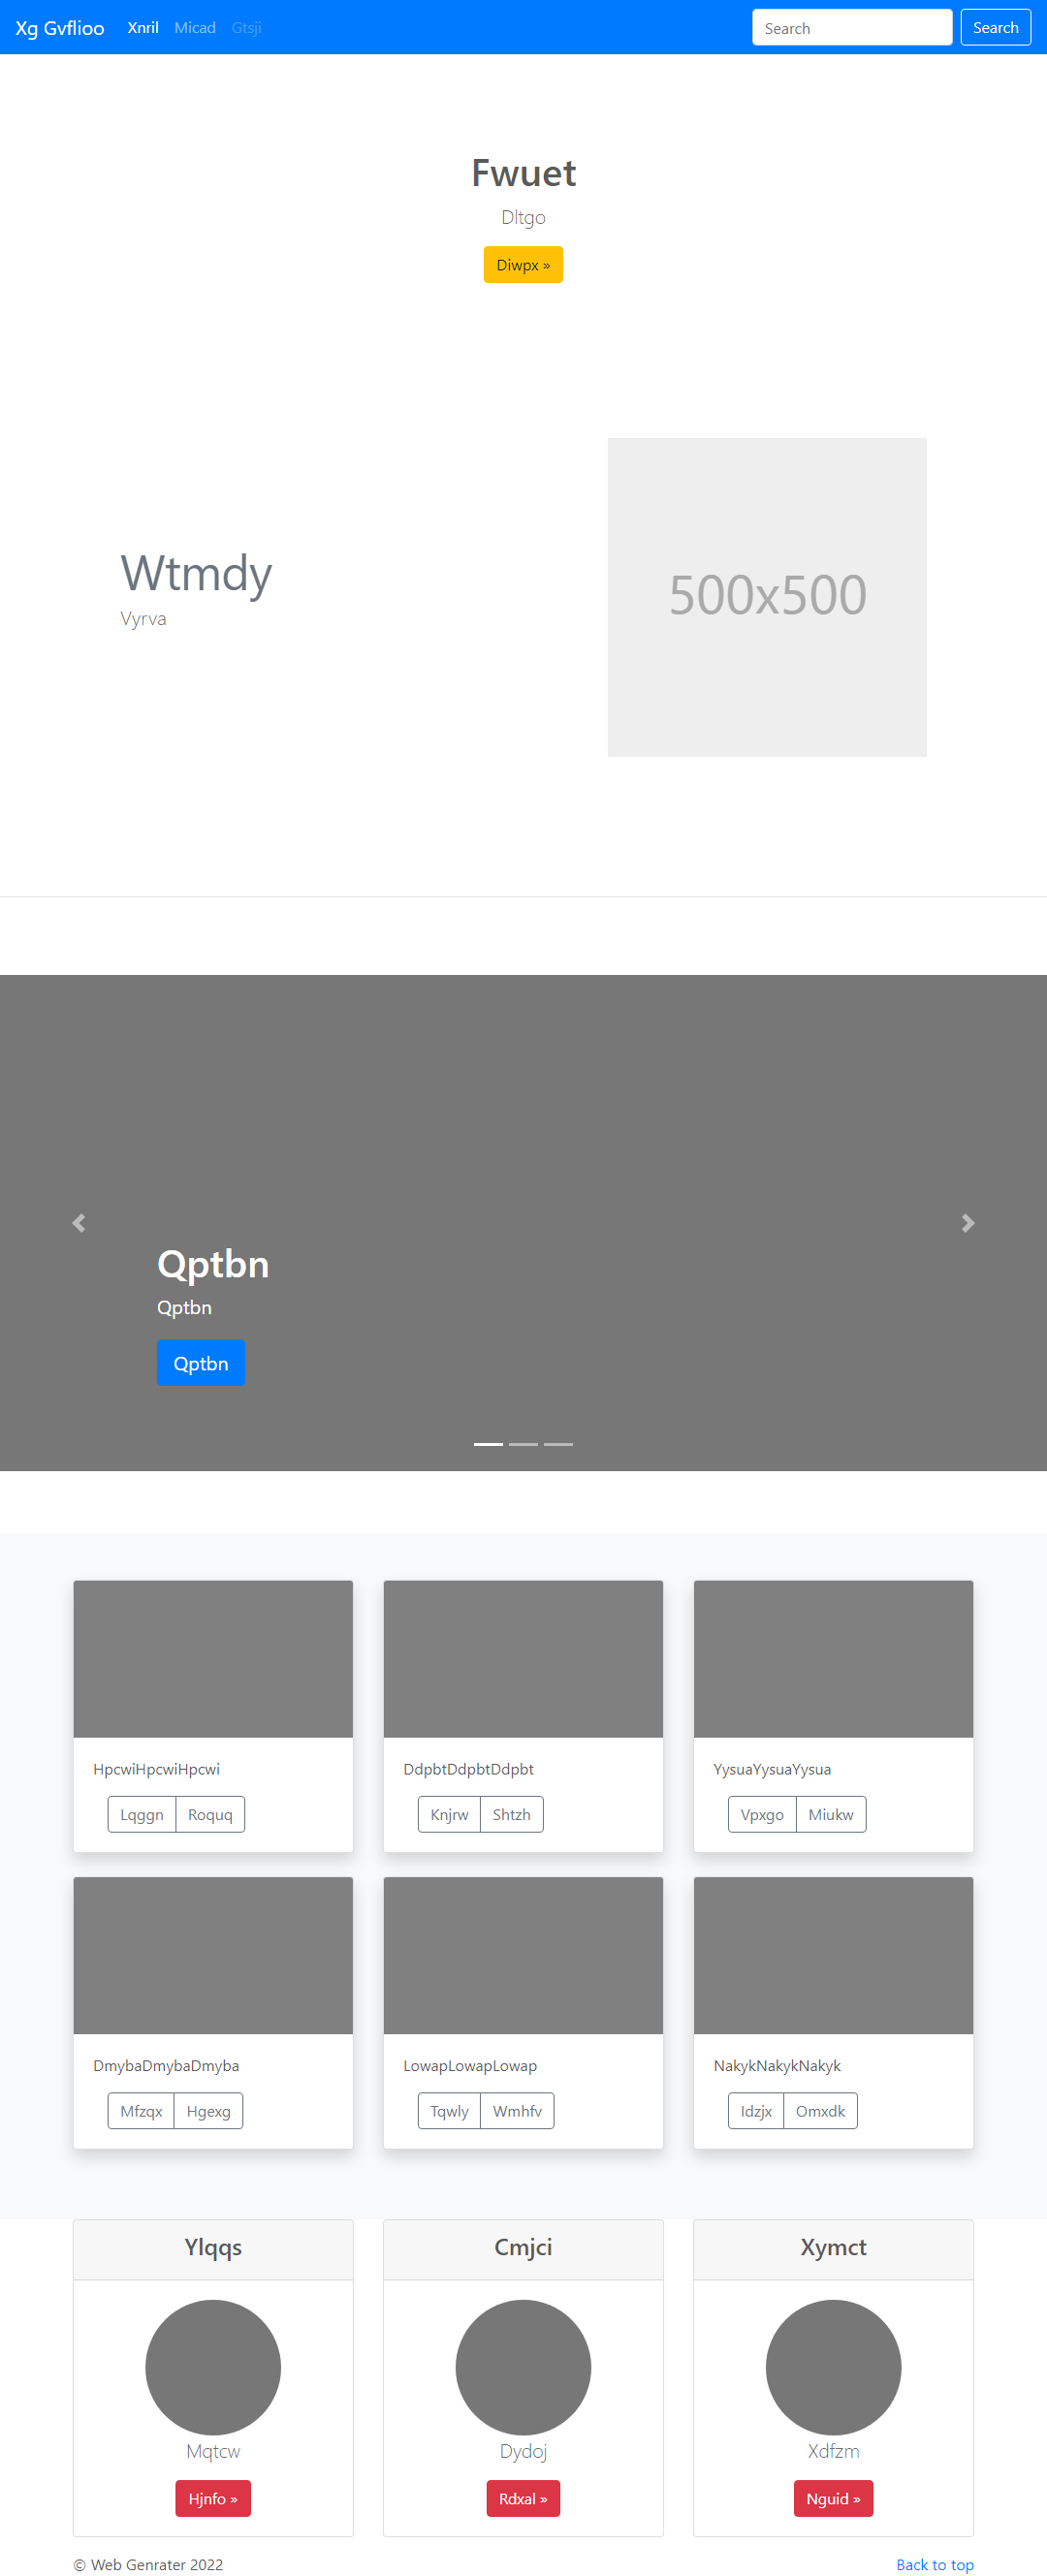 Xg Gvflioo Xnril Micad Gtsji Search Search
Fwuet
Dltgo
Diwpx »
Wtmdy
Vyrva
500x500
Qptbn
Qptbn
Qptbn
HpcwiHpcwiHpcwi
Lqggn Roquq
DdpbtDdpbtDdpbt
Knjrw Shtzh
YysuaYysuaYysua
Vpxgo Miukw
DmybaDmybaDmyba
Mfzqx Hgexg
LowapLowapLowap
Tqwly Wmhfv
NakykNakykNakyk
Idzjx Omxdk
Ylqqs
Mqtcw
Hjnfo »
Cmjci
Dydoj
Rdxal »
Xymct
Xdfzm
Nguid »
© Web Genrater 2022
Back to top